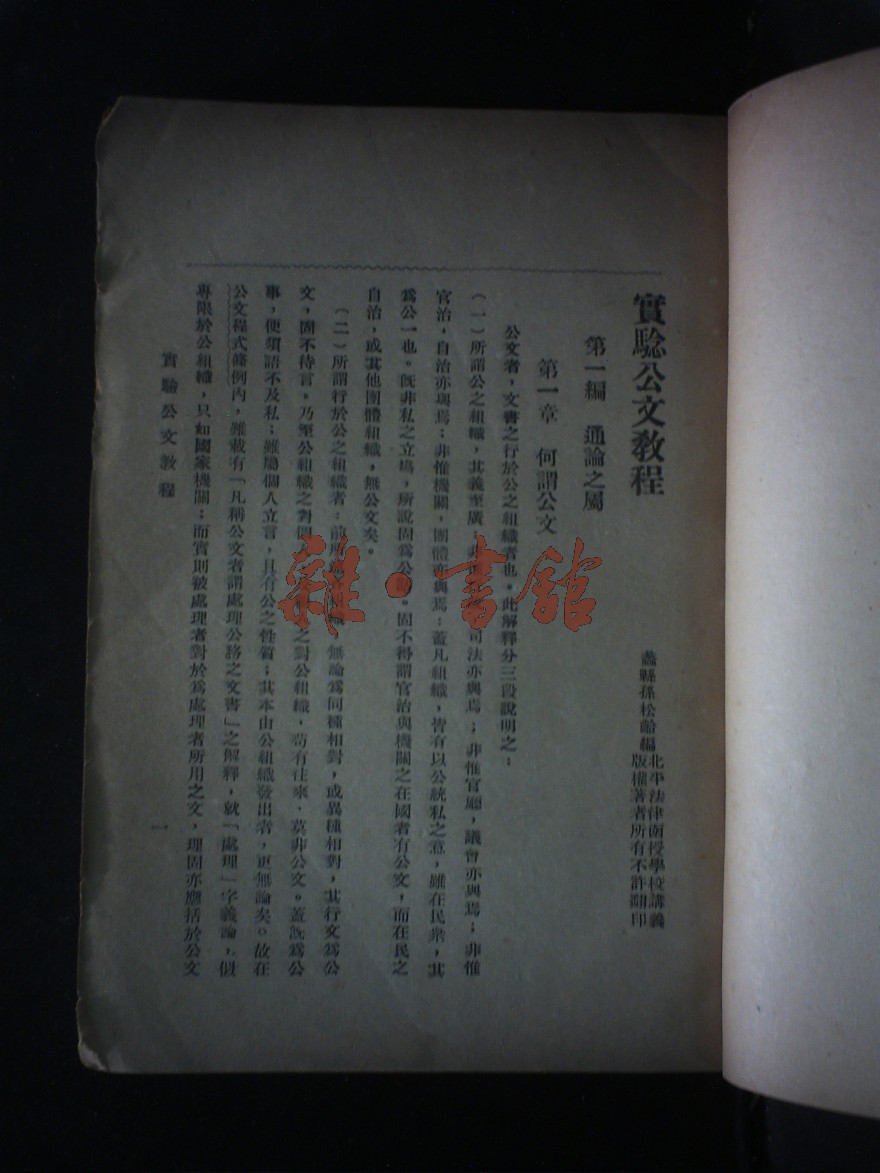 實驗公文教程
北平法律函授學校講義
蠡縣孫松齡編
版權著者所有不許翻印
第一編 通論之屬
第一章 何謂公文
公文者，文書之行於公之組織者也。此解釋分三段說明之：
（一）所謂公之組織，其義至廣；非惟 司法亦與焉；非惟官廳，議會亦與焉；非惟
官治，自治亦與焉；非惟機關，團體亦與焉：蓋凡組織，皆有以公統私之意，雖在民衆，其
爲公一也。既非私之立塲，所說固爲公 。固不得謂官治與機關之在國者有公文，而在民之
自治，或其他團體組織，無公文矣。
（二）所謂行於公之組織者：前所 各組織，無論爲同種相對，或異種相對，其行文爲公
文，固不待言。乃至公組織之對個人 之對公組織，苟有往來，莫非公文。蓋既爲公
事，便須語不及私；雖屬個人立言，具有公之性質；其本由公組織發出者，更無論矣。故在
公文程式條例內，雖載有「凡稱公文者謂處理公務之文書」之解釋，就「處理」字義論，似
專限於公組織，只如國家機關；而實則被處理者對於爲處理者所用之文，理固亦應括於公文
實驗公文教程
一
雜·書館